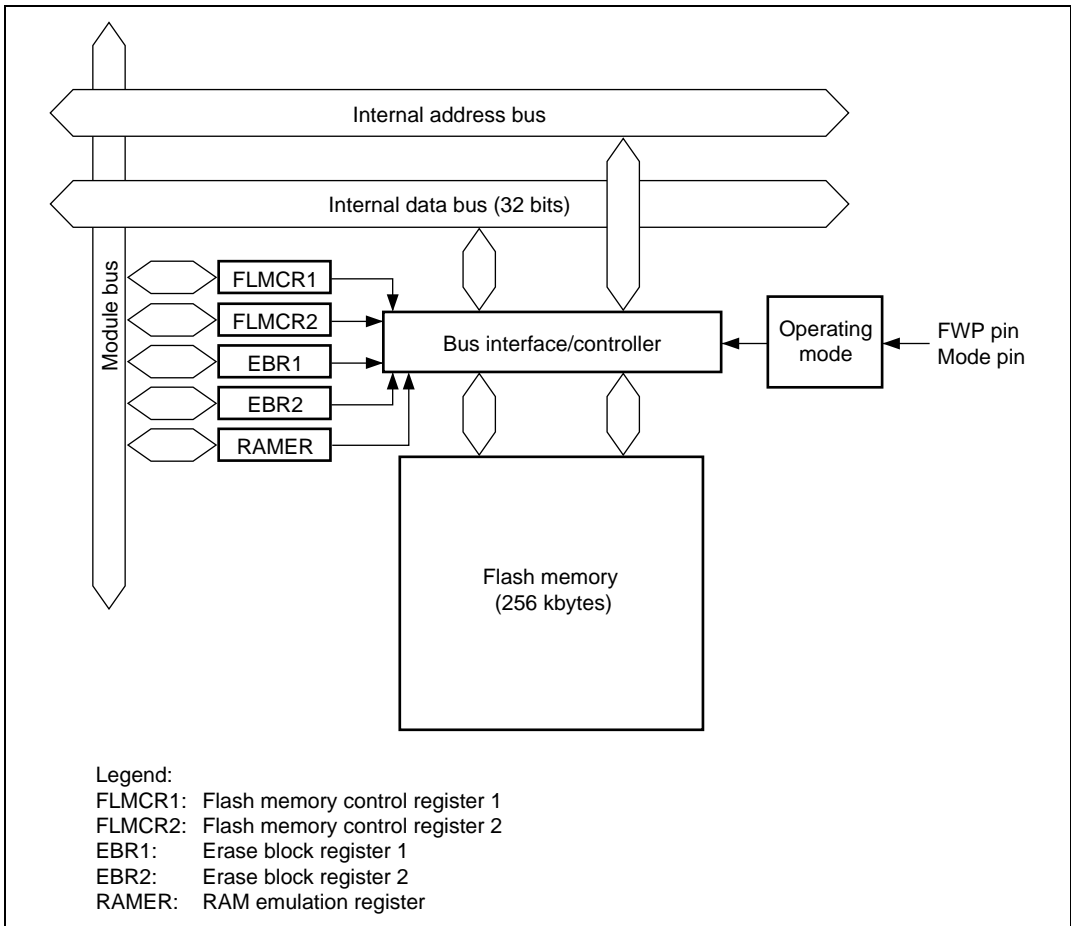 Internal address bus
Internal data bus (32 bits)
Module bus
FLMCR1
FLMCR2
EBR1
EBR2
RAMER
Bus interface/controller
Operating
mode
FWP pin
Mode pin
Flash memory
(256 kbytes)
Legend:
FLMCR1: Flash memory control register 1
FLMCR2: Flash memory control register 2
EBR1: Erase block register 1
EBR2: Erase block register 2
RAMER: RAM emulation register